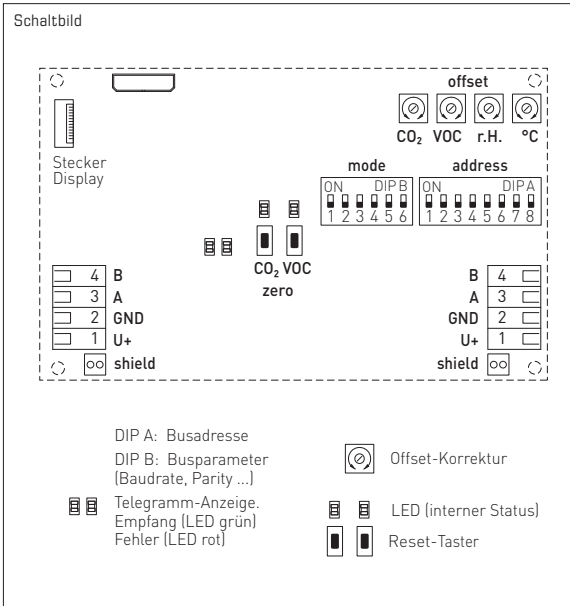 Schaltbild
offset
CO₂ VOC r.H. °C
Stecker
Display
mode address
ON DIP B ON DIP A
1 2 3 4 5 6 1 2 3 4 5 6 7 8
CO₂ VOC
zero
4 B B 4
3 A A 3
2 GND GND 2
1 U+ U+ 1
shield shield
DIP A: Busadresse
DIP B: Busparameter
(Baudrate, Parity ...)
Telegramm-Anzeige.
Empfang (LED grün)
Fehler (LED rot)
Offset-Korrektur
LED (interner Status)
Reset-Taster